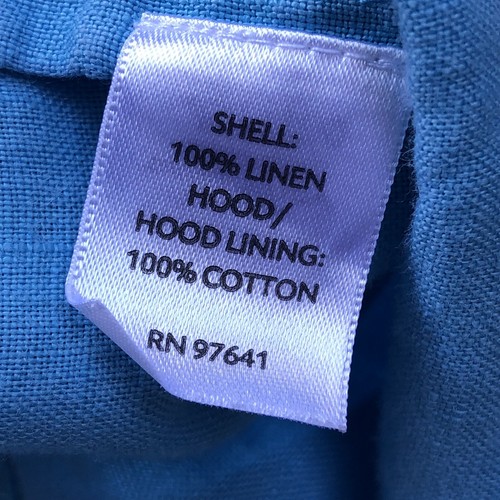 SHELL:
100% LINEN
HOOD/
HOOD LINING:
100% COTTON
RN 97641